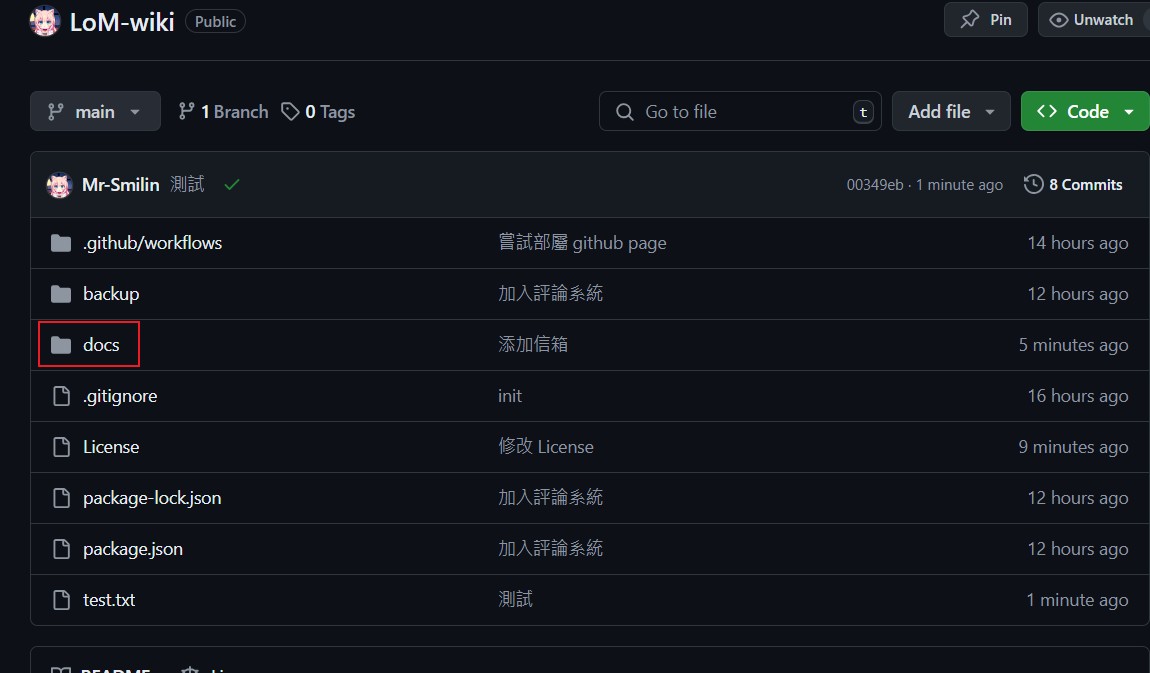 LoM-wiki Public Pin Unwatch
main 1 Branch 0 Tags Go to file t Add file Code
Mr-Smilin 測試 00349eb · 1 minute ago 8 Commits
.github/workflows 嘗試部屬 github page 14 hours ago
backup 加入評論系統 12 hours ago
docs 添加信箱 5 minutes ago
.gitignore init 16 hours ago
License 修改 License 9 minutes ago
package-lock.json 加入評論系統 12 hours ago
package.json 加入評論系統 12 hours ago
test.txt 測試 1 minute ago
README